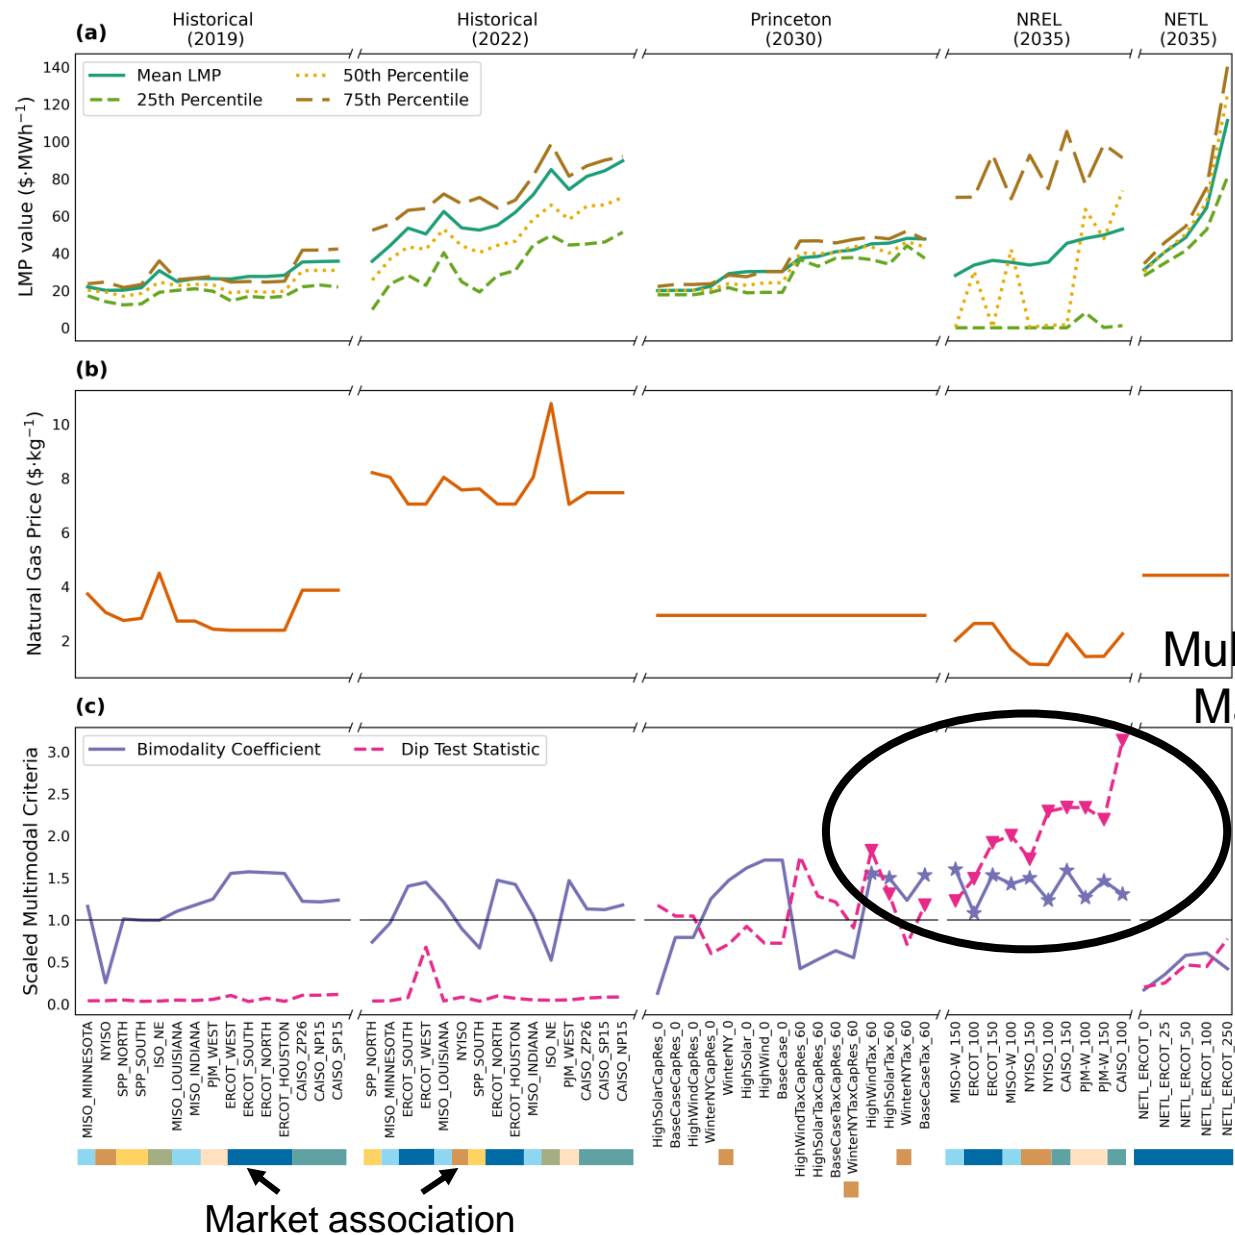 Historical
(2019)
Historical
(2022)
Princeton
(2030)
NREL
(2035)
NETL
(2035)
(a)
140
120
100
80
60
40
20
0
LMP value ($·MWh⁻¹)
Mean LMP
25th Percentile
50th Percentile
75th Percentile
(b)
10
8
6
4
2
Natural Gas Price ($·kg⁻¹)
Mul
Ma
(c)
3.0
2.5
2.0
1.5
1.0
0.5
0.0
Scaled Multimodal Criteria
Bimodality Coefficient
Dip Test Statistic
MISO_MINNESOTA
NYISO
SPP_NORTH
SPP_SOUTH
ISO_NE
MISO_LOUISIANA
MISO_INDIANA
PJM_WEST
ERCOT_WEST
ERCOT_SOUTH
ERCOT_NORTH
ERCOT_HOUSTON
CAISO_ZP26
CAISO_NP15
CAISO_SP15
SPP_NORTH
MISO_MINNESOTA
ERCOT_SOUTH
ERCOT_WEST
MISO_LOUISIANA
NYISO
SPP_SOUTH
ERCOT_NORTH
ERCOT_HOUSTON
MISO_INDIANA
ISO_NE
PJM_WEST
CAISO_ZP26
CAISO_SP15
CAISO_NP15
HighSolarCapRes_0
BaseCaseCapRes_0
HighWindCapRes_0
WinterNYCapRes_0
WinterNY_0
HighSolar_0
HighWind_0
BaseCase_0
HighWindTaxCapRes_60
HighSolarTaxCapRes_60
BaseCaseTaxCapRes_60
WinterNYTaxCapRes_60
HighWindTax_60
HighSolarTax_60
WinterNYTax_60
BaseCaseTax_60
MISO-W_150
ERCOT_100
ERCOT_150
MISO-W_100
NYISO_150
NYISO_100
CAISO_150
PJM-W_100
PJM-W_150
CAISO_100
NETL_ERCOT_0
NETL_ERCOT_25
NETL_ERCOT_50
NETL_ERCOT_100
NETL_ERCOT_250
Market association